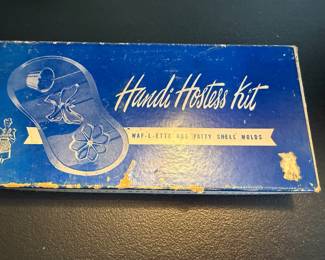 Handi Hostess Kit
WAF-L-ETTE AND PATTY SHELL MOLDS